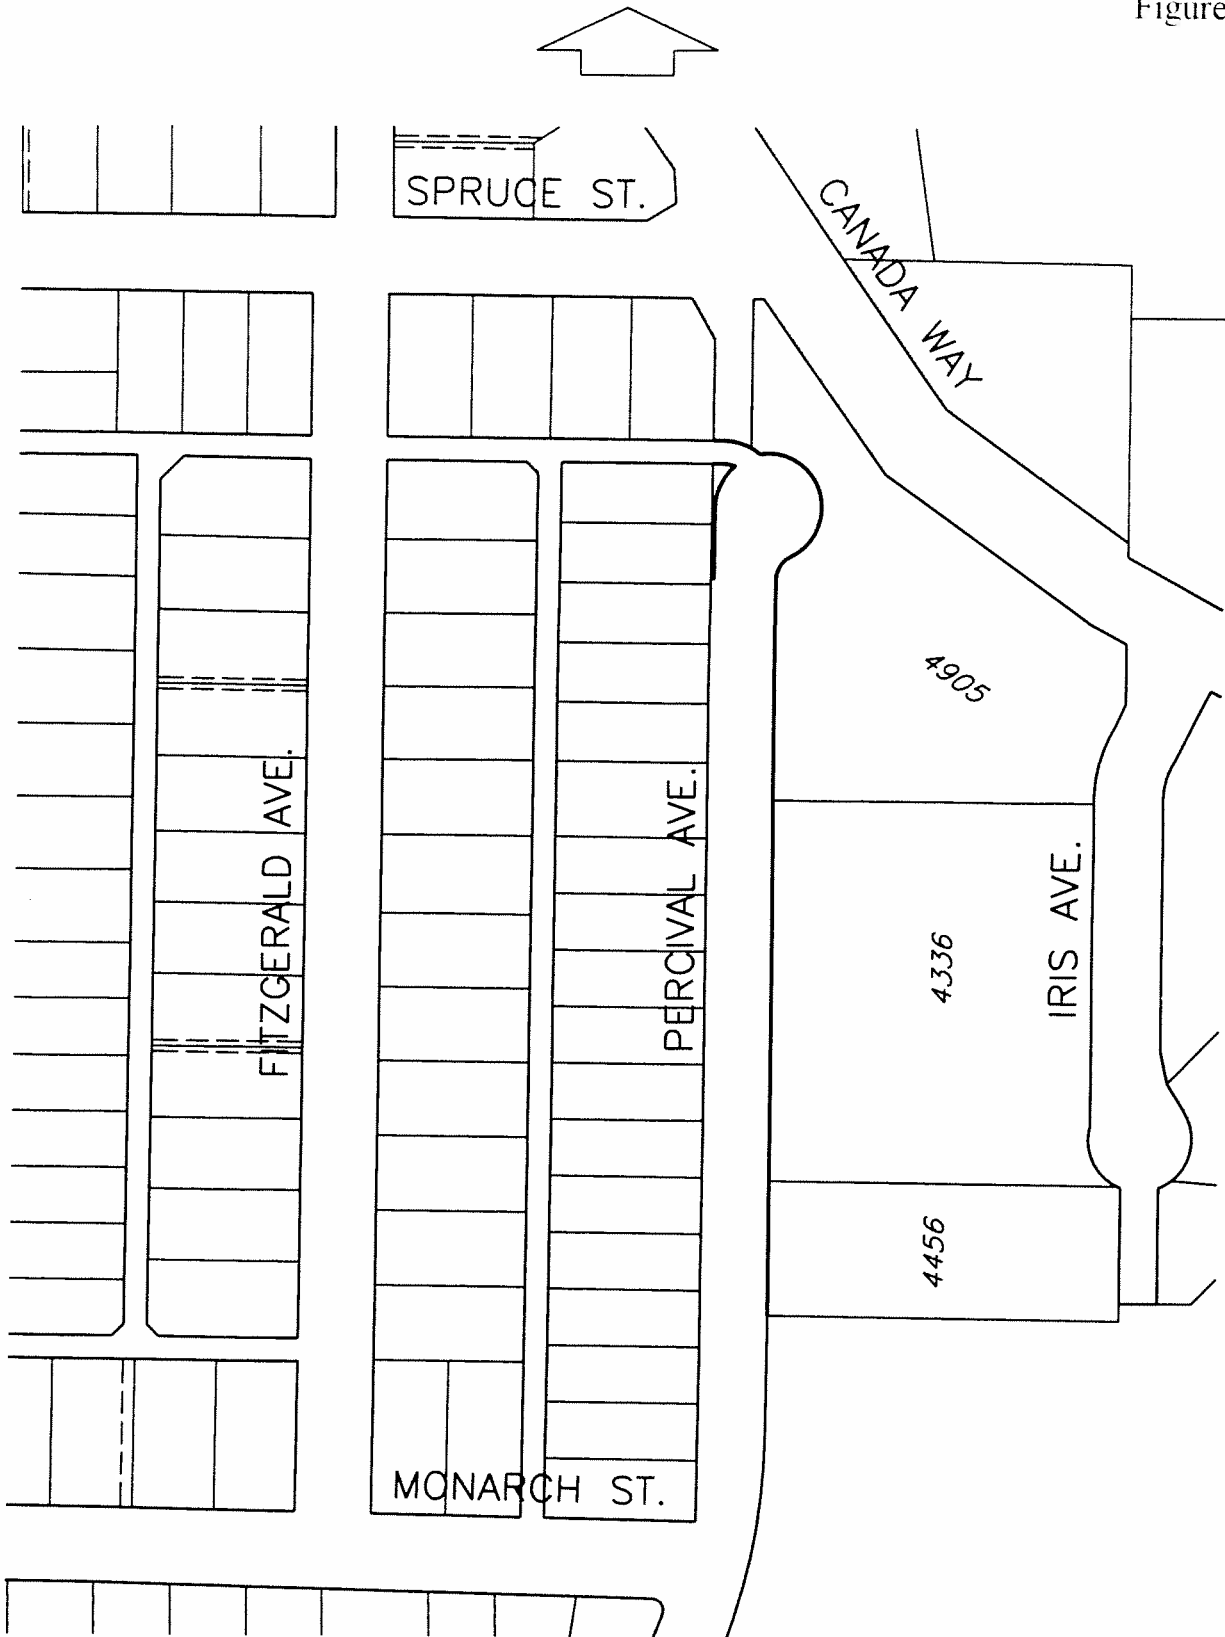 Figure
SPRUCE ST.
CANADA WAY
4905
FITZGERALD AVE.
PERCIVAL AVE.
IRIS AVE.
4336
4456
MONARCH ST.